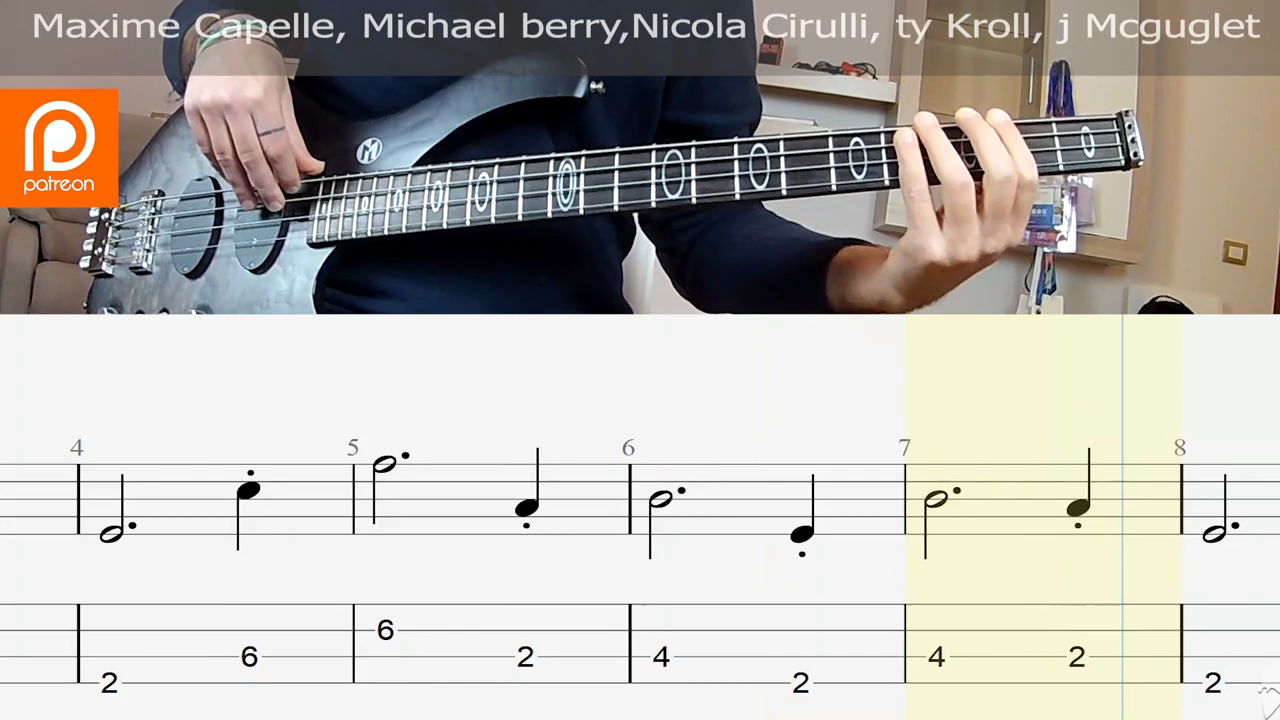 Maxime Capelle, Michael berry,Nicola Cirulli, ty Kroll, j Mcguglet
patreon
4 5 6 7 8
6
6 2 4 4 2
2 2 2